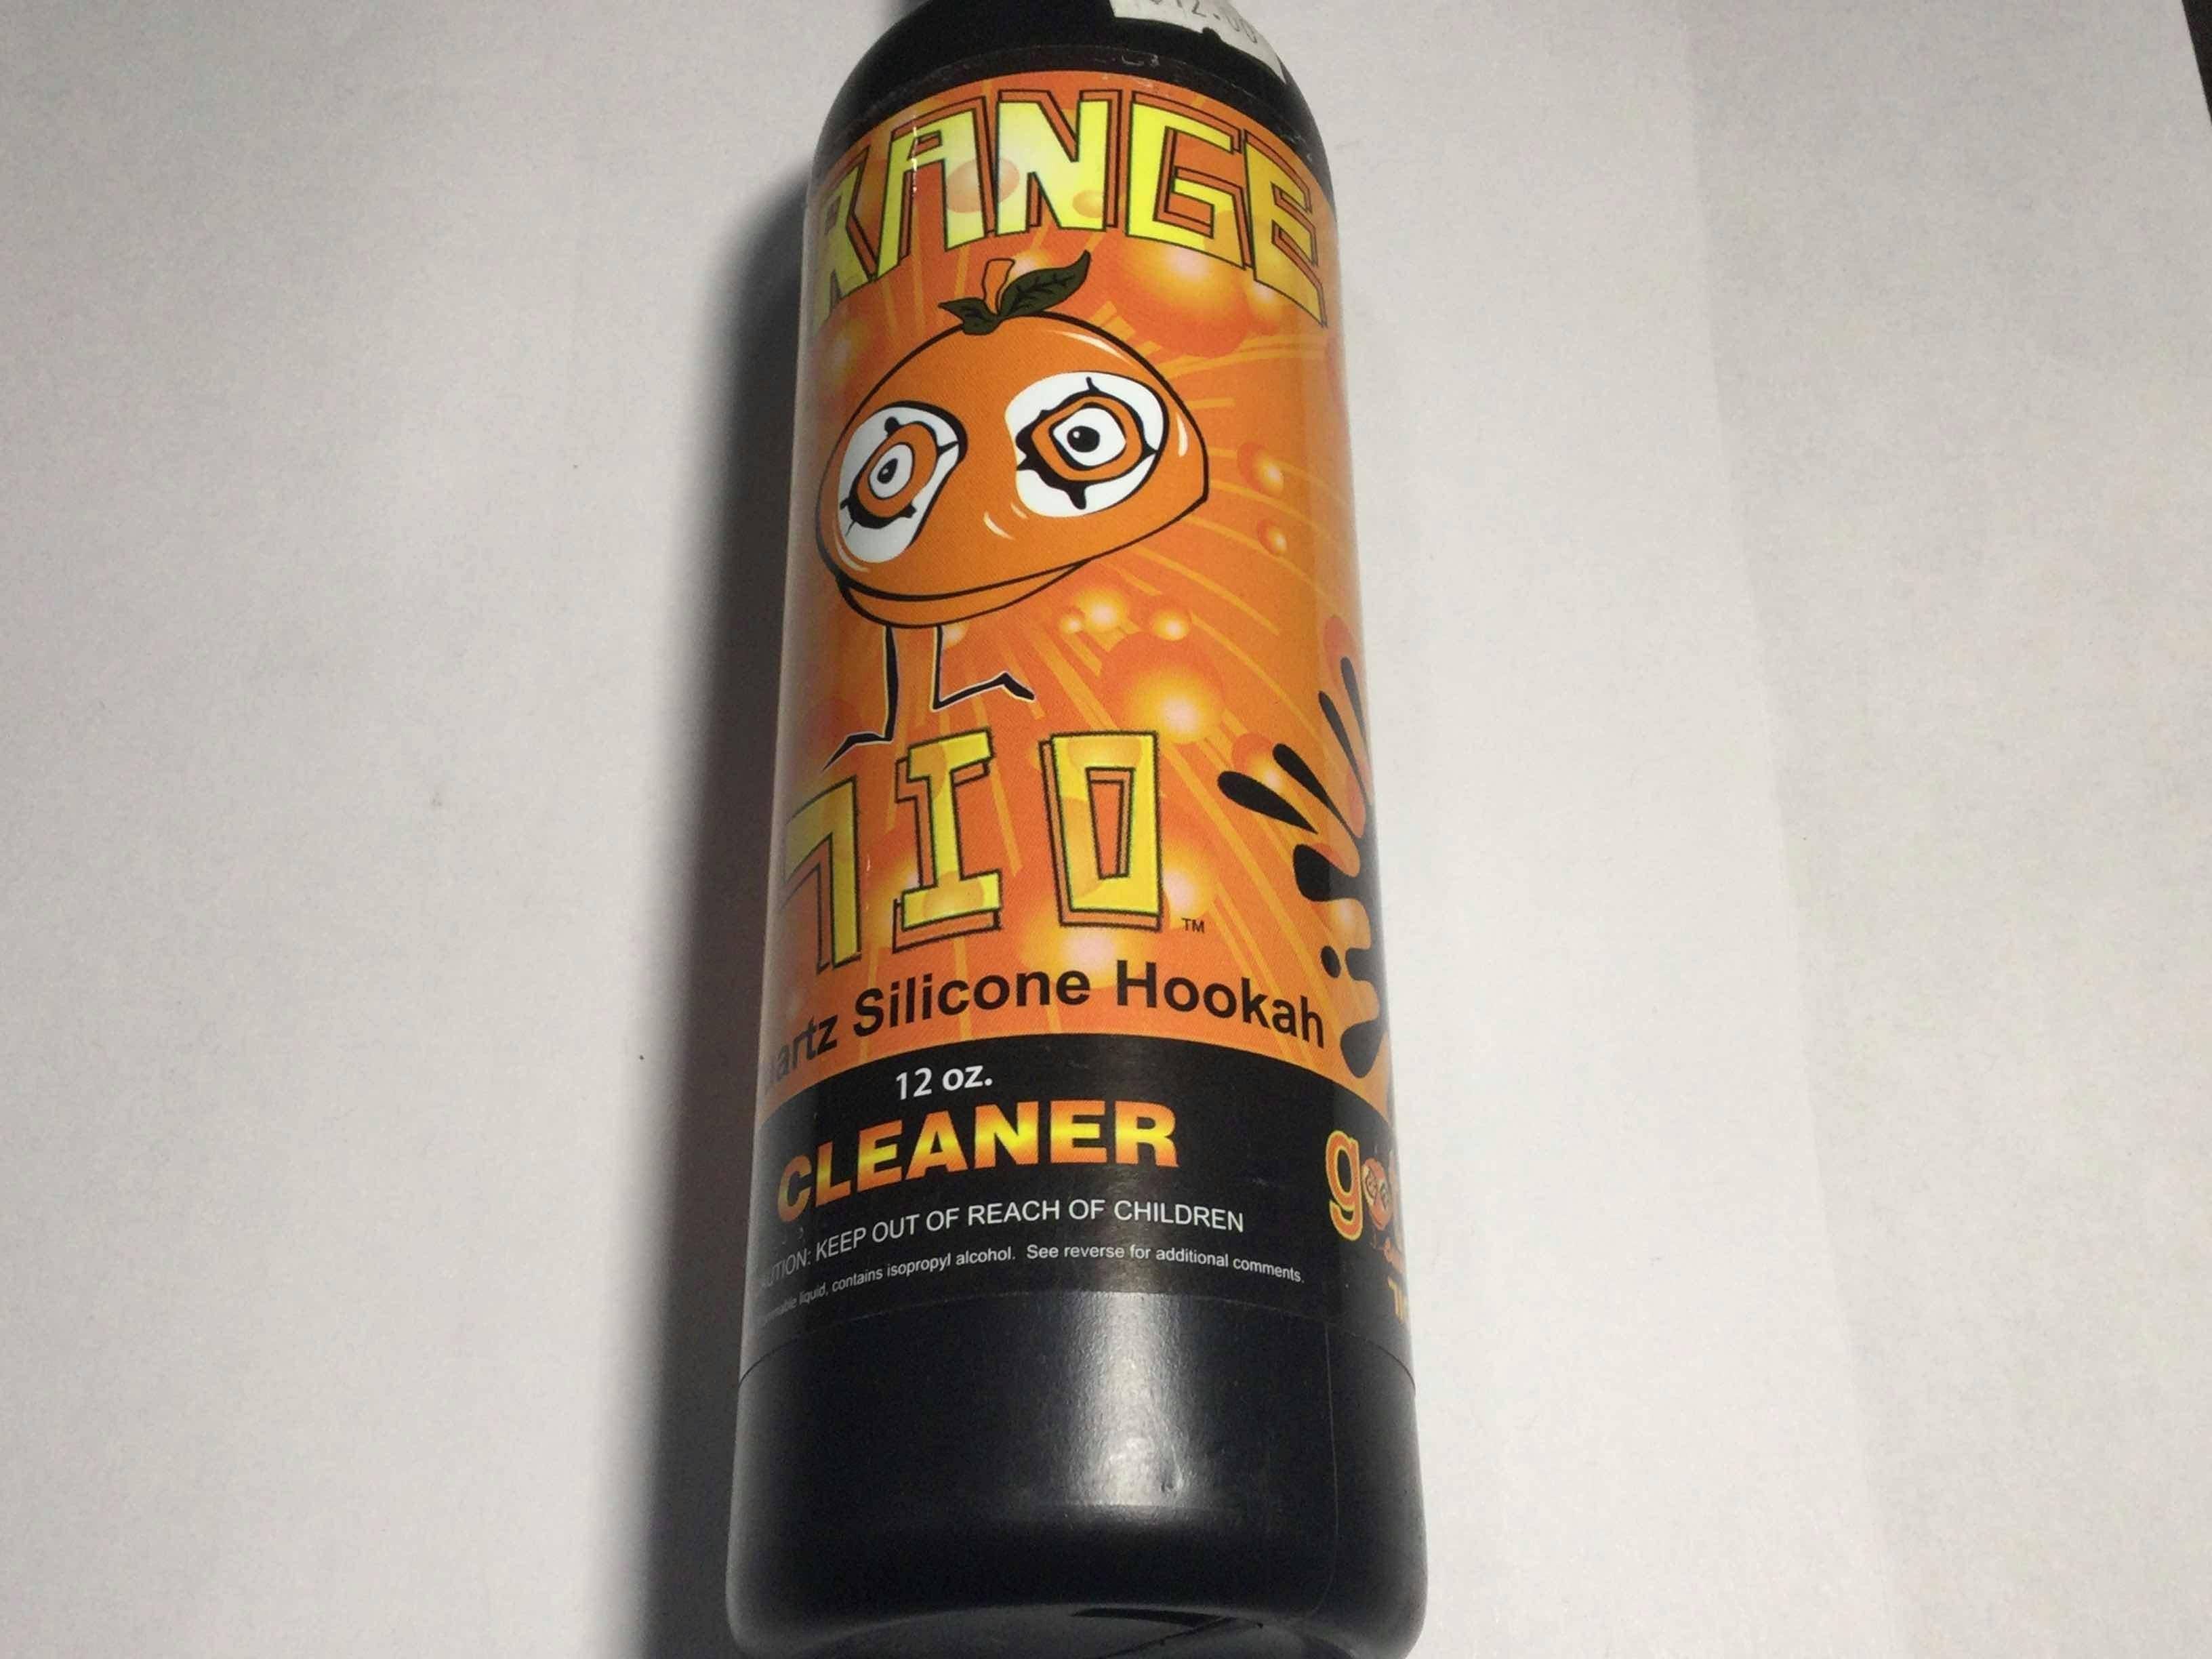 RANGE
710
TM
Silicone Hookah
12 oz.
CLEANER
KEEP OUT OF REACH OF CHILDREN
liquid, contains isopropyl alcohol. See reverse for additional comments.